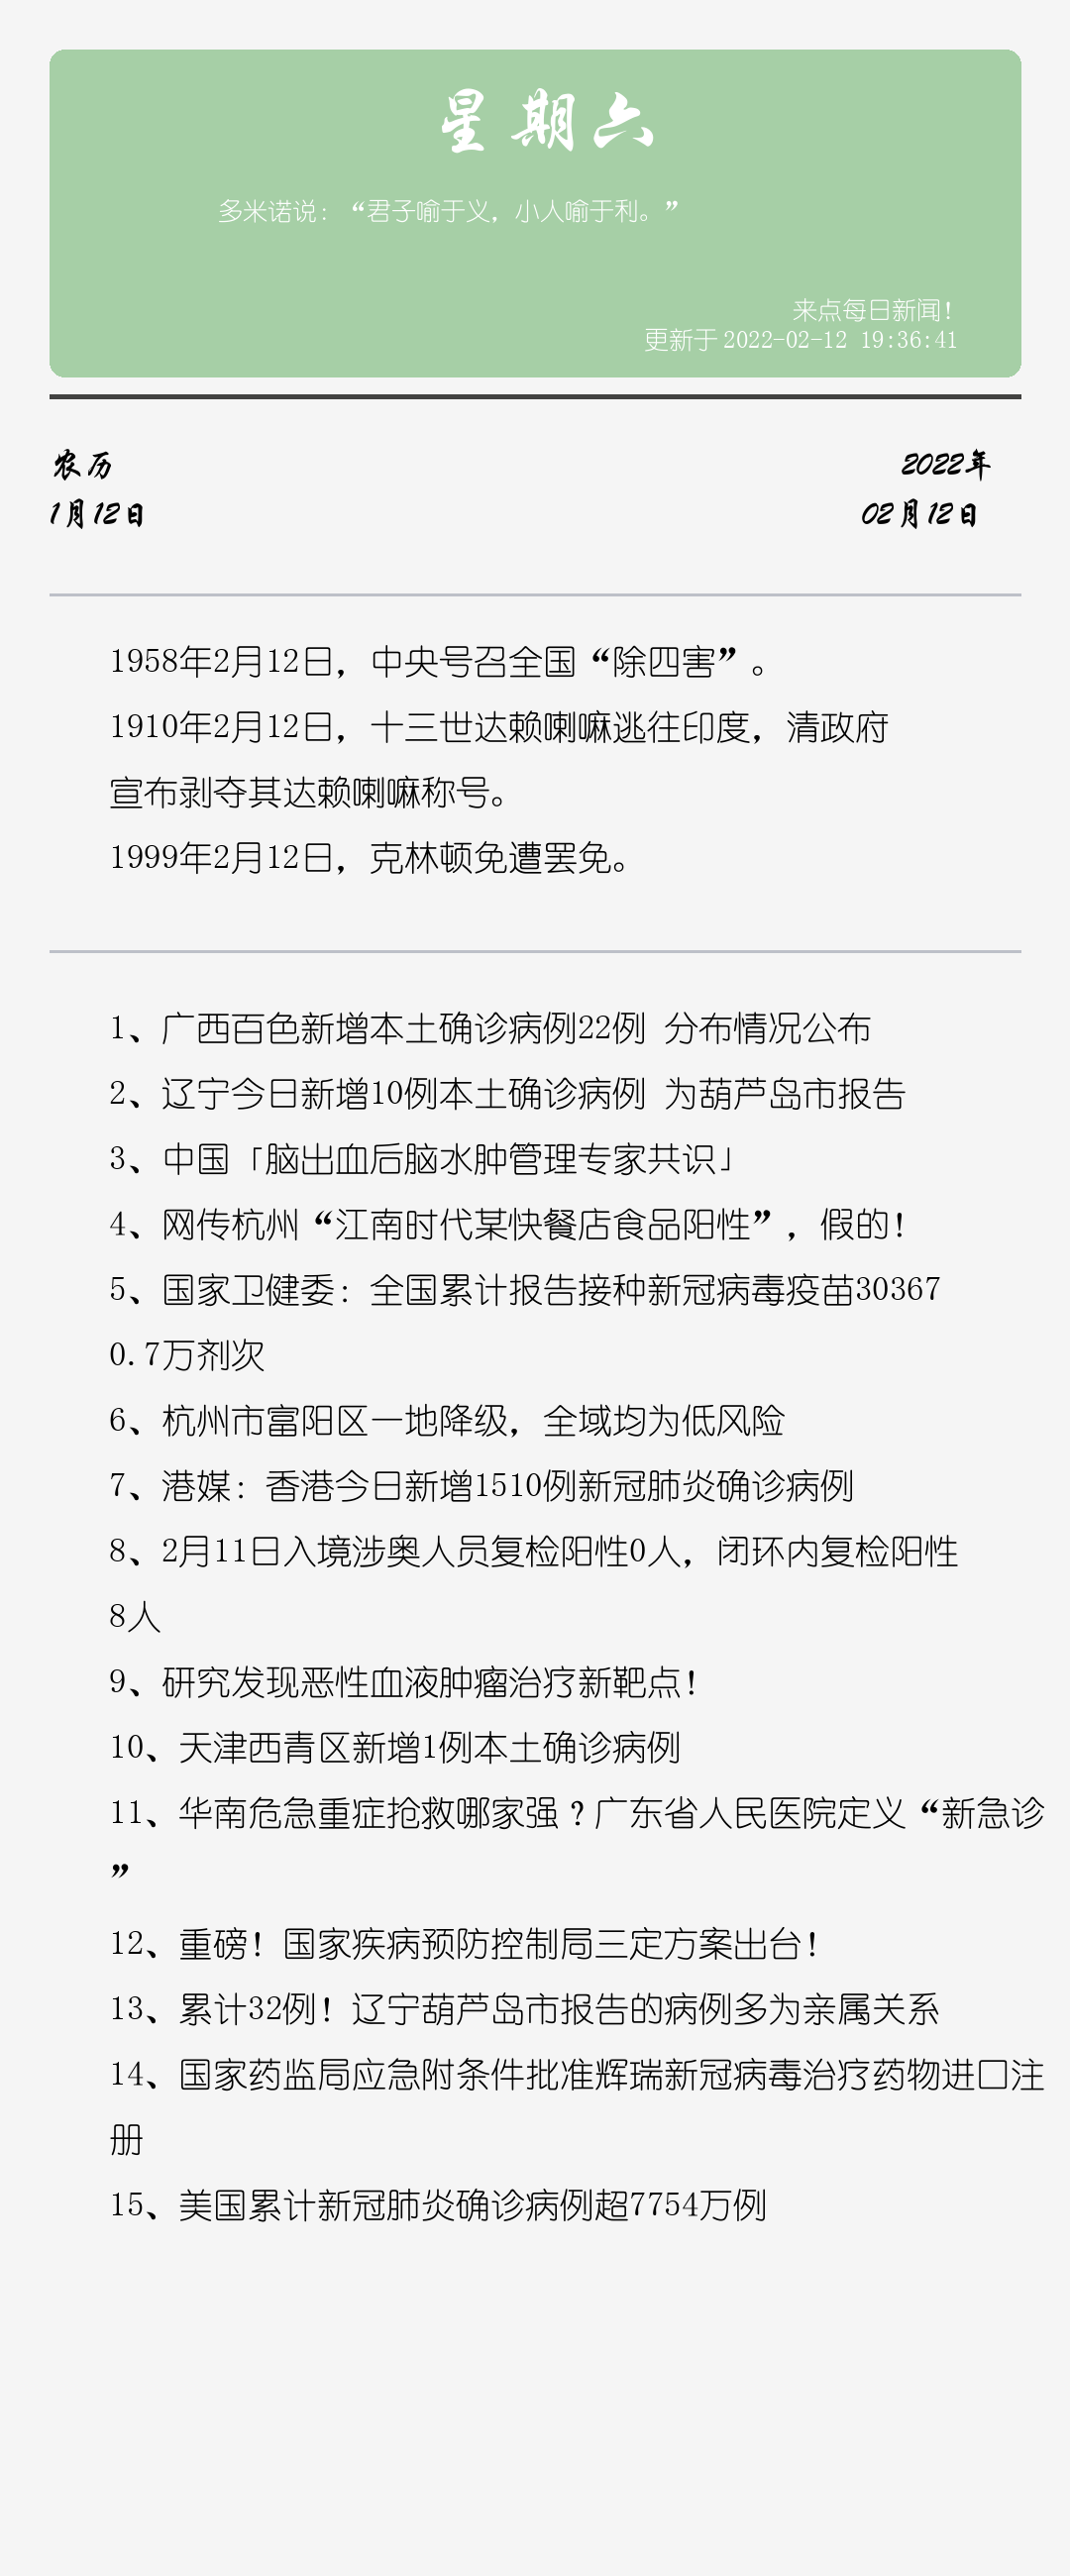 星期六
多米诺说：“君子喻于义，小人喻于利。”
来点每日新闻！
更新于2022-02-12 19:36:41
农历
2022年
1月12日
02月12日
1958年2月12日，中央号召全国“除四害”。
1910年2月12日，十三世达赖喇嘛逃往印度，清政府
宣布剥夺其达赖喇嘛称号。
1999年2月12日，克林顿免遭罢免。
1、广西百色新增本土确诊病例22例 分布情况公布
2、辽宁今日新增10例本土确诊病例 为葫芦岛市报告
3、中国「脑出血后脑水肿管理专家共识」
4、网传杭州“江南时代某快餐店食品阳性”，假的！
5、国家卫健委：全国累计报告接种新冠病毒疫苗30367
0.7万剂次
6、杭州市富阳区一地降级，全域均为低风险
7、港媒：香港今日新增1510例新冠肺炎确诊病例
8、2月11日入境涉奥人员复检阳性0人，闭环内复检阳性
8人
9、研究发现恶性血液肿瘤治疗新靶点！
10、天津西青区新增1例本土确诊病例
11、华南危急重症抢救哪家强？广东省人民医院定义“新急诊
”
12、重磅！国家疾病预防控制局三定方案出台！
13、累计32例！辽宁葫芦岛市报告的病例多为亲属关系
14、国家药监局应急附条件批准辉瑞新冠病毒治疗药物进口注
册
15、美国累计新冠肺炎确诊病例超7754万例